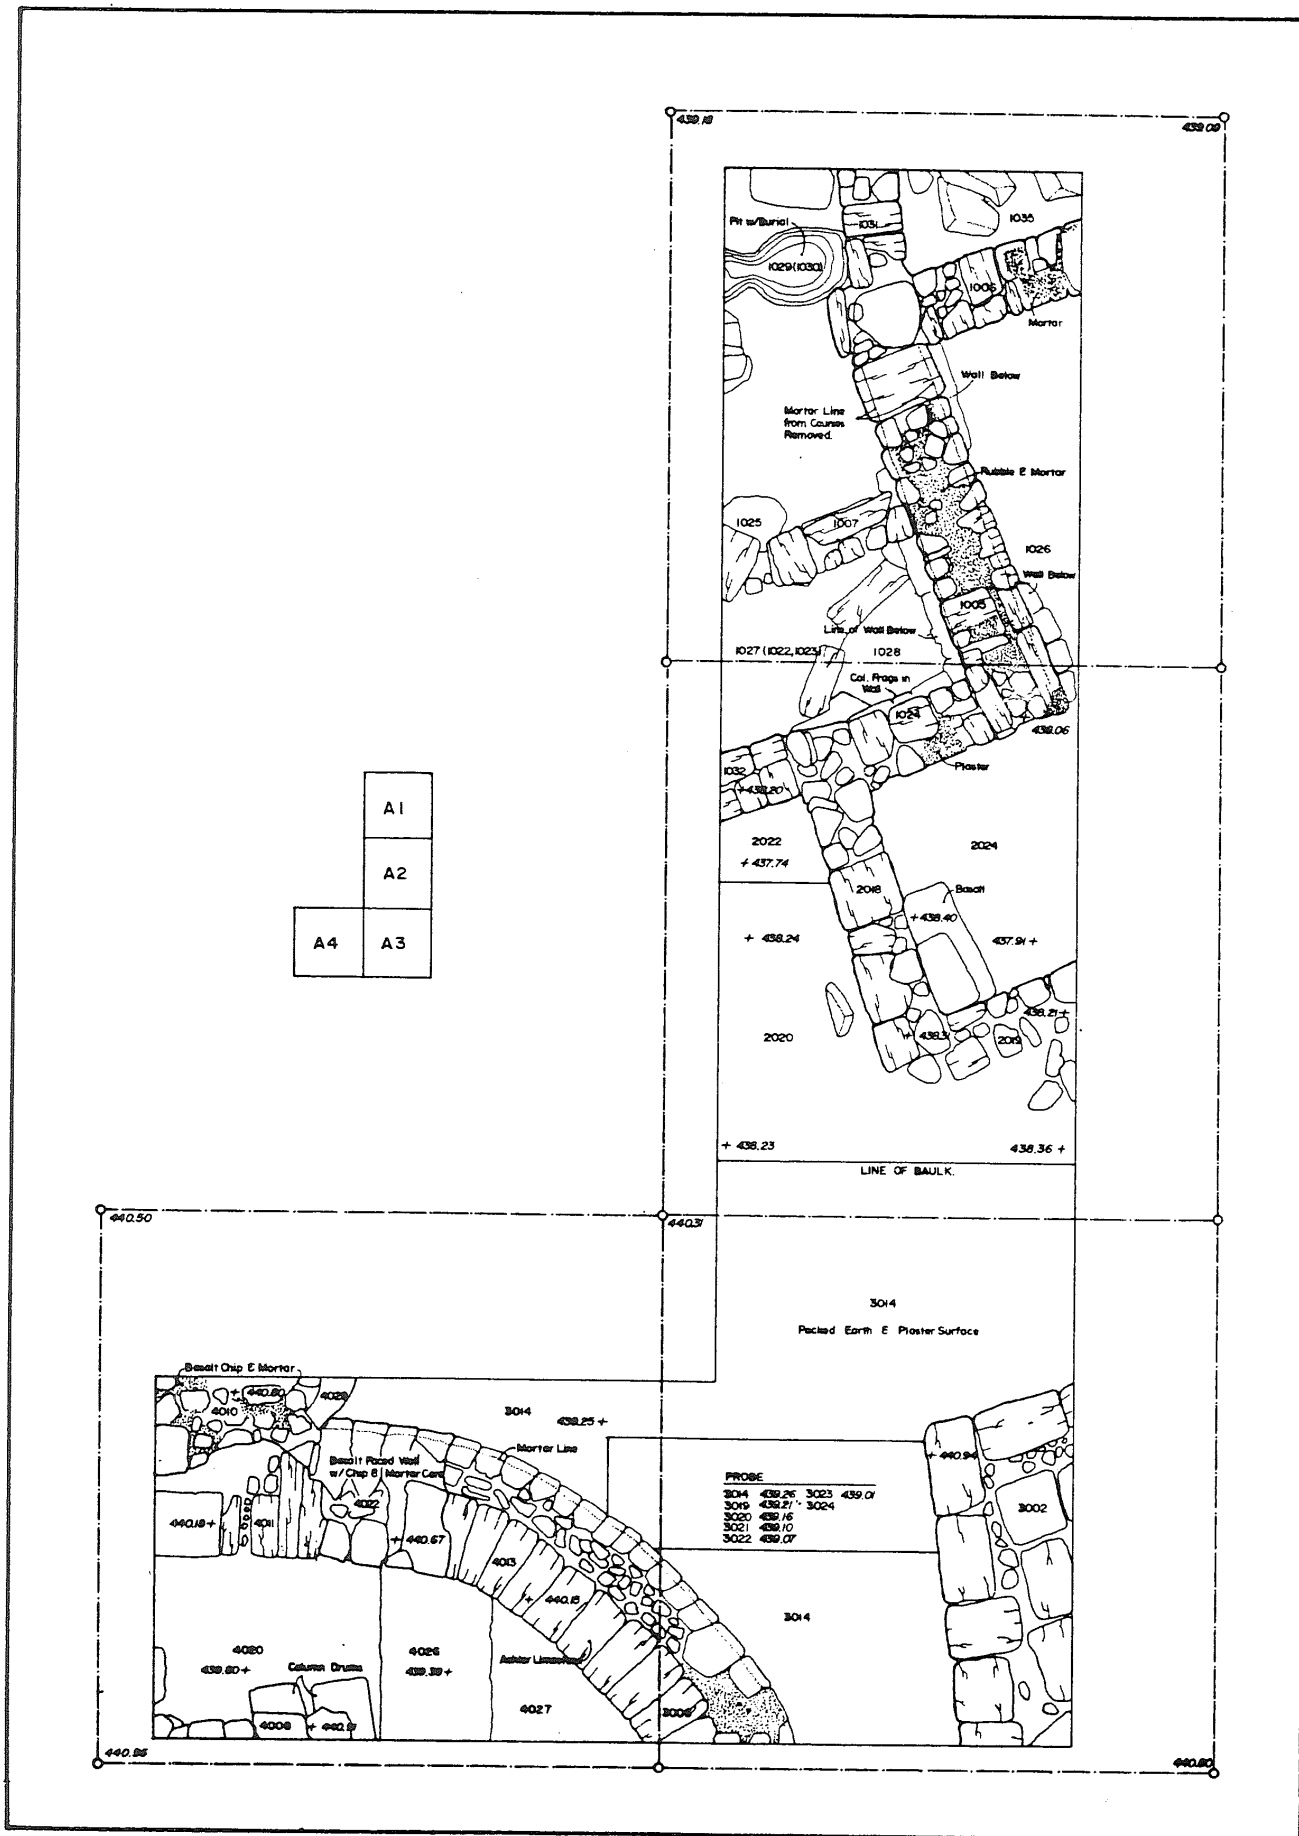 439.18
439.09
Pit w/Burial
1031
1035
1029(1030)
1006
Mortar
Wall Below
Mortar Line
from Courses
Removed.
Rubble & Mortar
1025
1007
1026
Wall Below
1005
Line of Wall Below
1027 (1022, 1023)
1028
Col. Frags in
Wall
1024
438.06
Plaster
1032
+438.20
A1
A2
A4
A3
2022
+ 437.74
2024
2018
Basalt
+438.40
+ 438.24
437.91 +
438.21+
2020
+ 438.31
2019
+ 438.23
438.36 +
LINE OF BAULK.
440.50
440.31
3014
Packed Earth & Plaster Surface
Basalt Chip & Mortar
+ 440.80
4010
4028
3014
439.25 +
Mortar Line
Basalt Faced Wall
w/Chip & Mortar Core
+ 440.94
PROBE
3014 439.26 3023 439.01
3019 439.21 3024
3020 439.16
3021 439.10
3022 439.07
3002
440.18+
4011
4022
+ 440.67
4013
+ 440.15
3014
4020
439.80+
Column Drums
4026
439.39+
Ashlar Limestone
4027
4008
3008
440.80